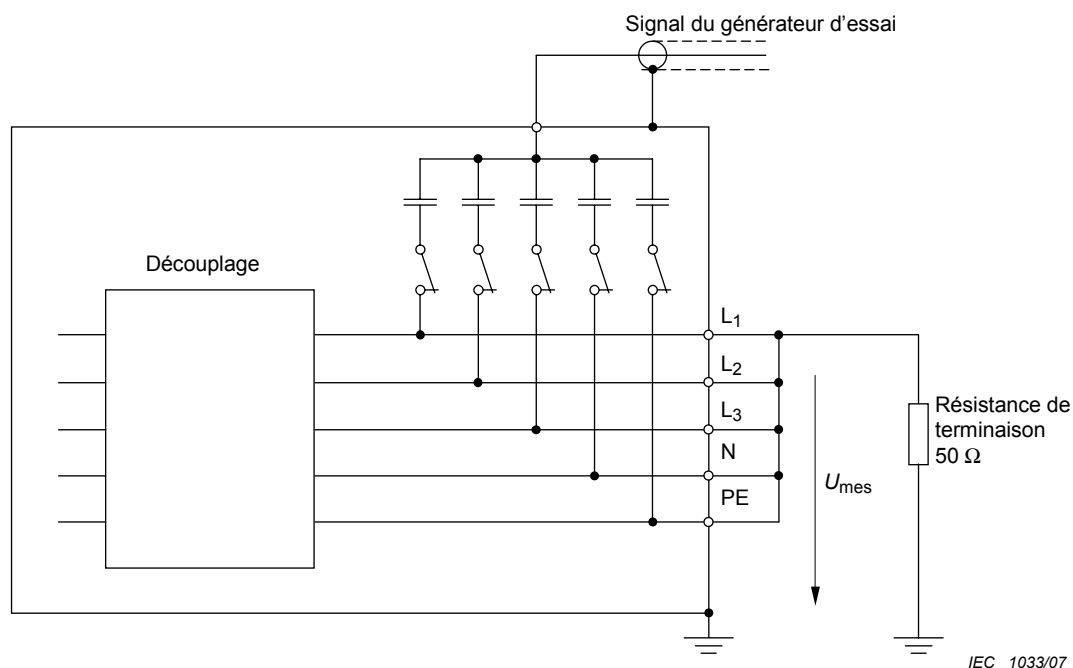 Signal du générateur d'essai
Découplage
L1
L2
L3
N
PE
Umes
Résistance de
terminaison
50 Ω
IEC 1033/07